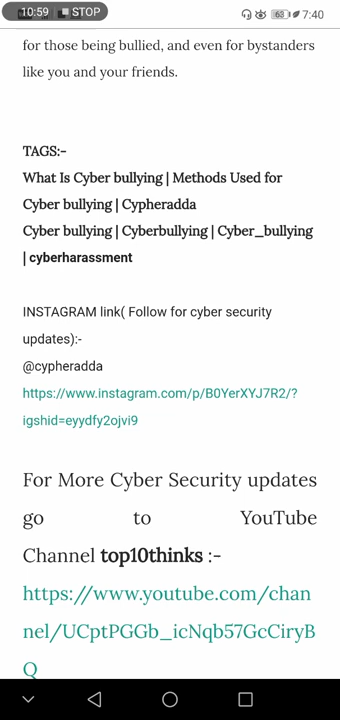 10:59 STOP 63 7:40
for those being bullied, and even for bystanders
like you and your friends.
TAGS:-
What Is Cyber bullying | Methods Used for
Cyber bullying | Cypheradda
Cyber bullying | Cyberbullying | Cyber_bullying
| cyberharassment
INSTAGRAM link( Follow for cyber security
updates):-
@cypheradda
https://www.instagram.com/p/B0YerXYJ7R2/?
igshid=eyydfy2ojvi9
For More Cyber Security updates
go to YouTube
Channel top10thinks :-
https://www.youtube.com/chan
nel/UCptPGGb_icNqb57GcCiryB
Q